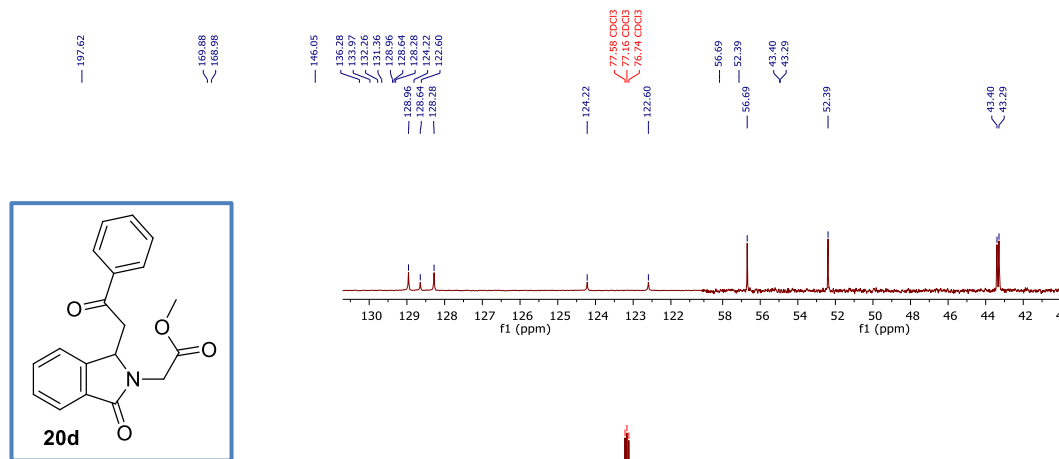 197.62
169.88
168.98
146.05
136.28
133.97
132.26
131.36
128.96
128.64
128.28
124.22
122.60
77.58 CDCl3
77.16 CDCl3
76.74 CDCl3
56.69
52.39
43.40
43.29
128.96
128.64
128.28
124.22
122.60
56.69
52.39
43.40
43.29
130 129 128 127 126 125 124 123 122
f1 (ppm)
56 54 52 50 48 46 44 42
f1 (ppm)
O
O
O
N
O
20d